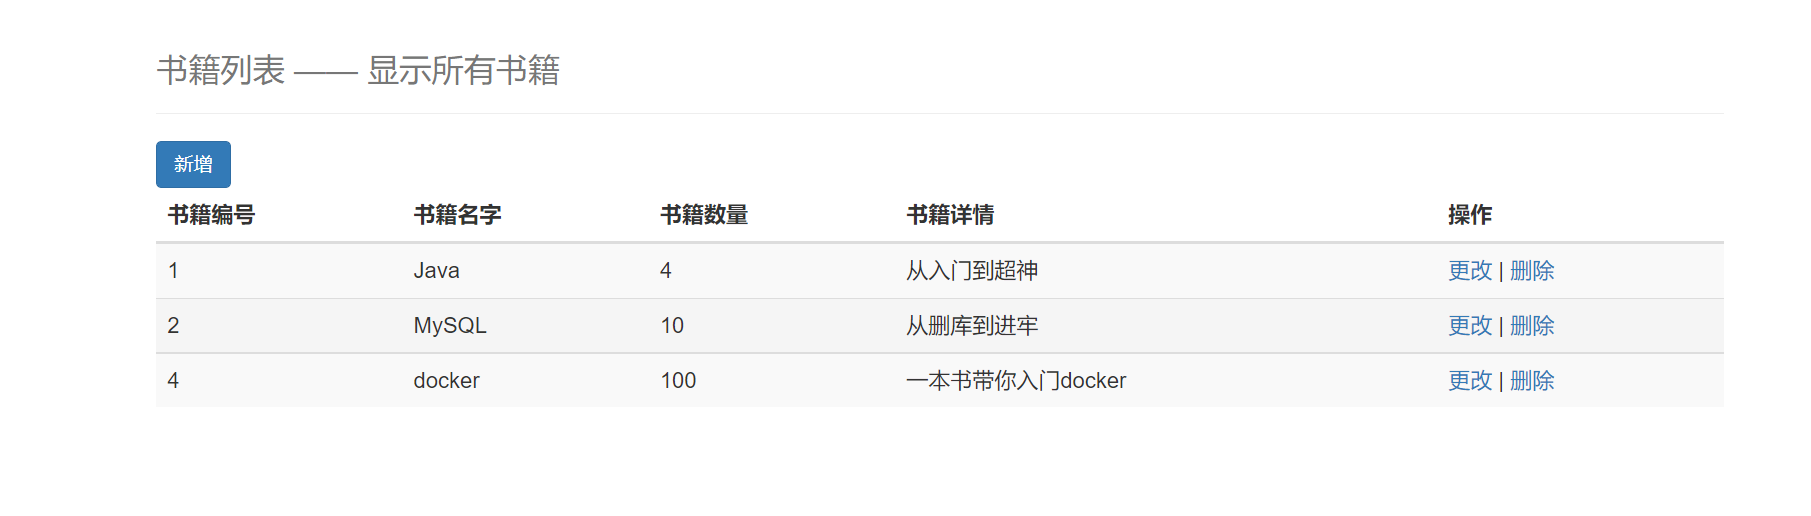 书籍列表 —— 显示所有书籍
新增
书籍编号 书籍名字 书籍数量 书籍详情 操作
1 Java 4 从入门到超神 更改 | 删除
2 MySQL 10 从删库到进牢 更改 | 删除
4 docker 100 一本书带你入门docker 更改 | 删除